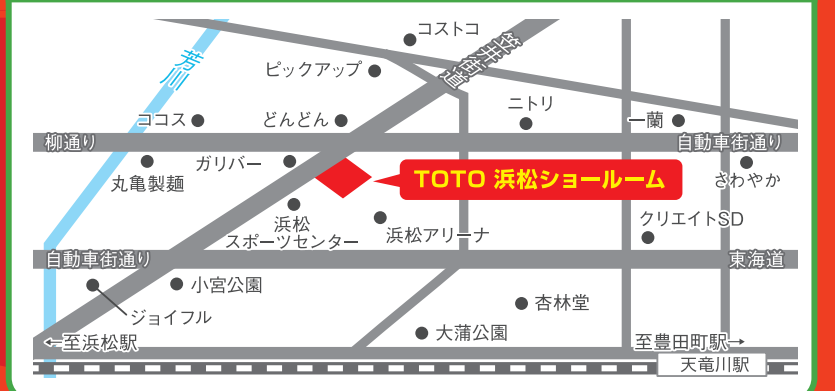 コストコ
笠井街道
芳川
ピックアップ
ニトリ
ココス
どんどん
一蘭
柳通り
自動車街通り
ガリバー
丸亀製麺
TOTO 浜松ショールーム
さわやか
浜松
スポーツセンター
浜松アリーナ
クリエイトSD
自動車街通り
東海道
小宮公園
ジョイフル
杏林堂
大蒲公園
←至浜松駅
至豊田町駅→
天竜川駅